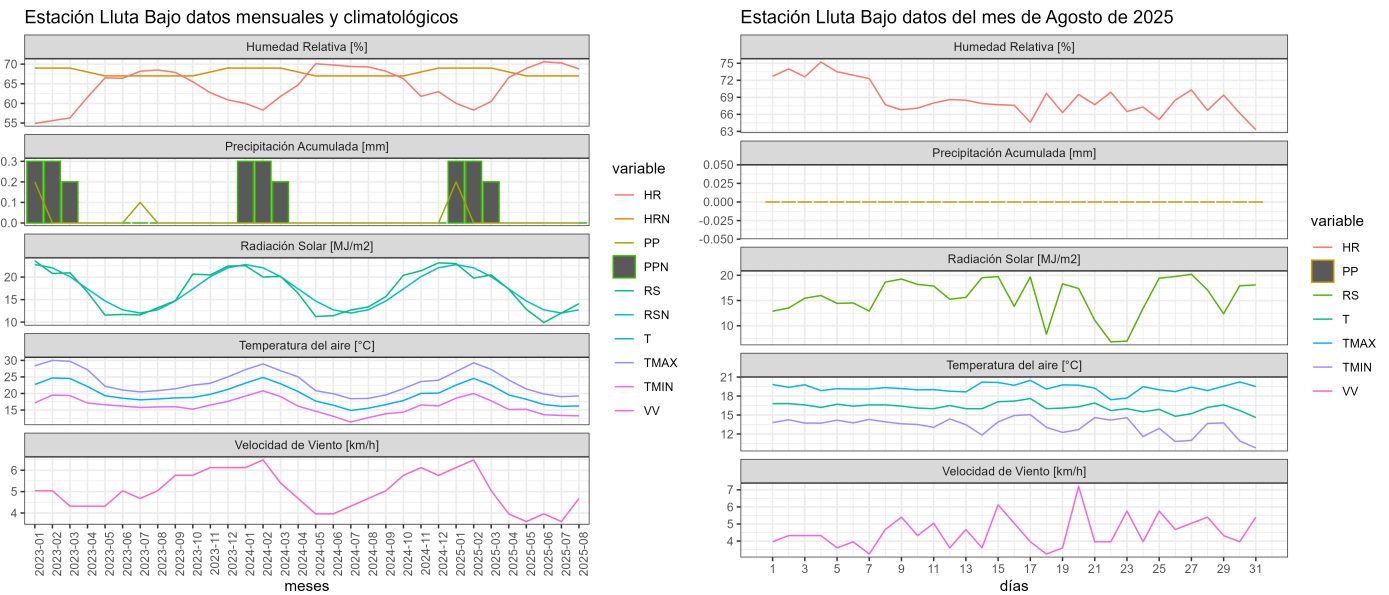 Estación Lluta Bajo datos mensuales y climatológicos
Humedad Relativa [%]
70
65
60
55
Precipitación Acumulada [mm]
0.3
0.2
0.1
0.0
Radiación Solar [MJ/m2]
20
15
10
Temperatura del aire [°C]
30
25
20
15
Velocidad de Viento [km/h]
6
5
4
2023-01
2023-02
2023-03
2023-04
2023-05
2023-06
2023-07
2023-08
2023-09
2023-10
2023-11
2023-12
2024-01
2024-02
2024-03
2024-04
2024-05
2024-06
2024-07
2024-08
2024-09
2024-10
2024-11
2024-12
2025-01
2025-02
2025-03
2025-04
2025-05
2025-06
2025-07
2025-08
meses
variable
HR
HRN
PP
PPN
RS
RSN
T
TMAX
TMIN
VV
Estación Lluta Bajo datos del mes de Agosto de 2025
Humedad Relativa [%]
75
72
69
66
63
Precipitación Acumulada [mm]
0.050
0.025
0.000
-0.025
-0.050
Radiación Solar [MJ/m2]
20
15
10
Temperatura del aire [°C]
21
18
15
12
Velocidad de Viento [km/h]
7
6
5
4
1 3 5 7 9 11 13 15 17 19 21 23 25 27 29 31
días
variable
HR
PP
RS
T
TMAX
TMIN
VV